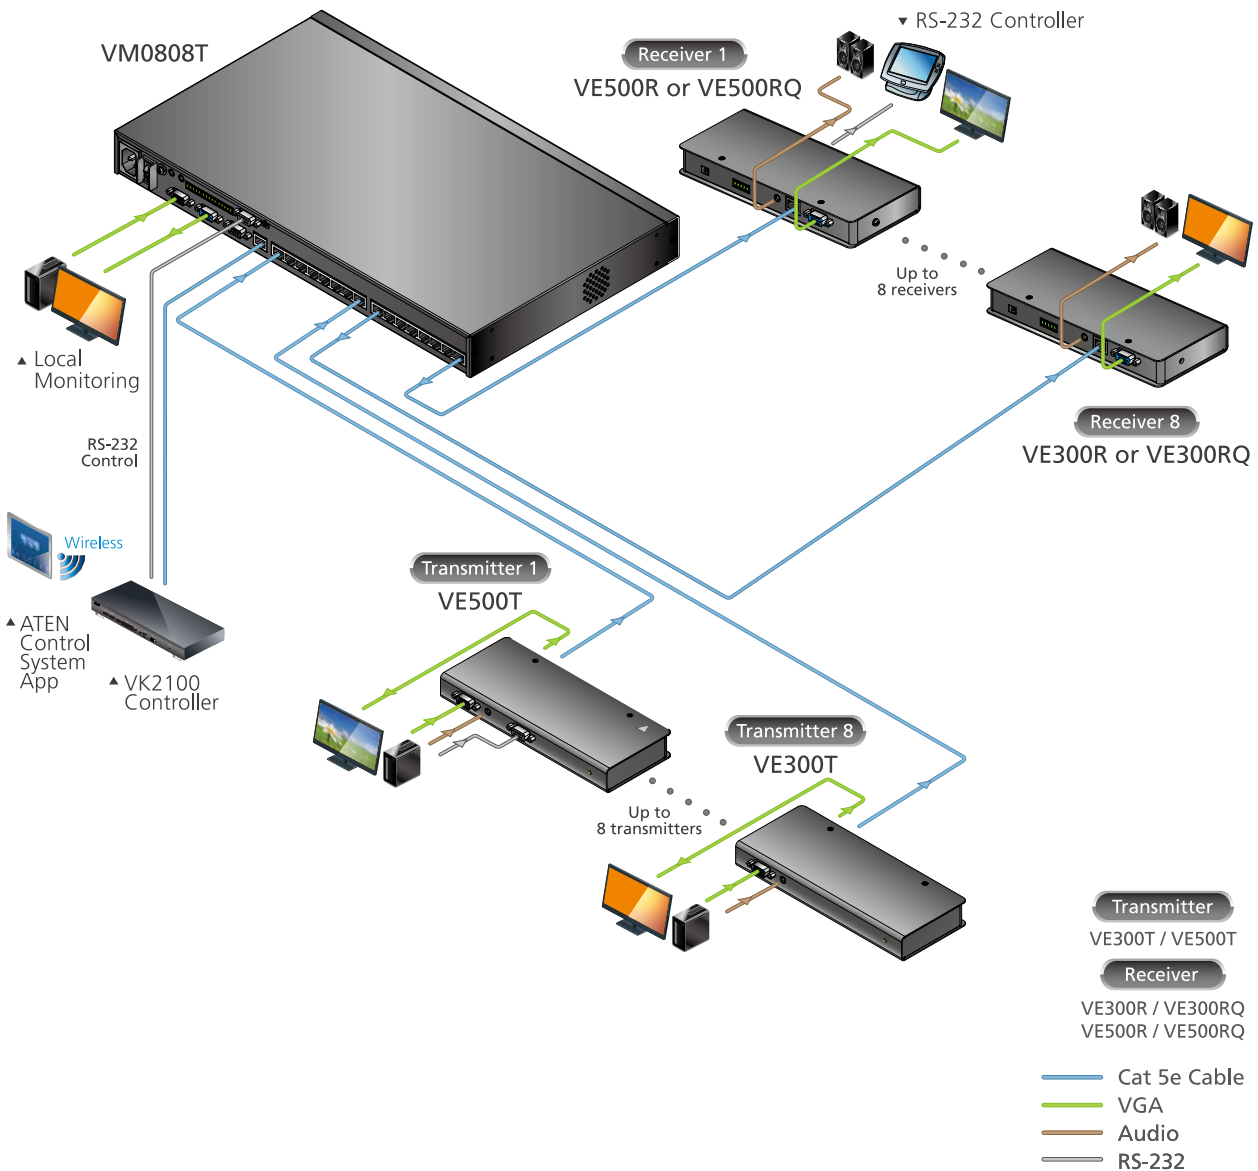 VM0808T
Receiver 1
VE500R or VE500RQ
▼ RS-232 Controller
Up to
8 receivers
▲ Local
Monitoring
Receiver 8
VE300R or VE300RQ
RS-232
Control
Wireless
▲ ATEN
Control
System
App
▲ VK2100
Controller
Transmitter 1
VE500T
Transmitter 8
VE300T
Up to
8 transmitters
Transmitter
VE300T / VE500T
Receiver
VE300R / VE300RQ
VE500R / VE500RQ
Cat 5e Cable
VGA
Audio
RS-232